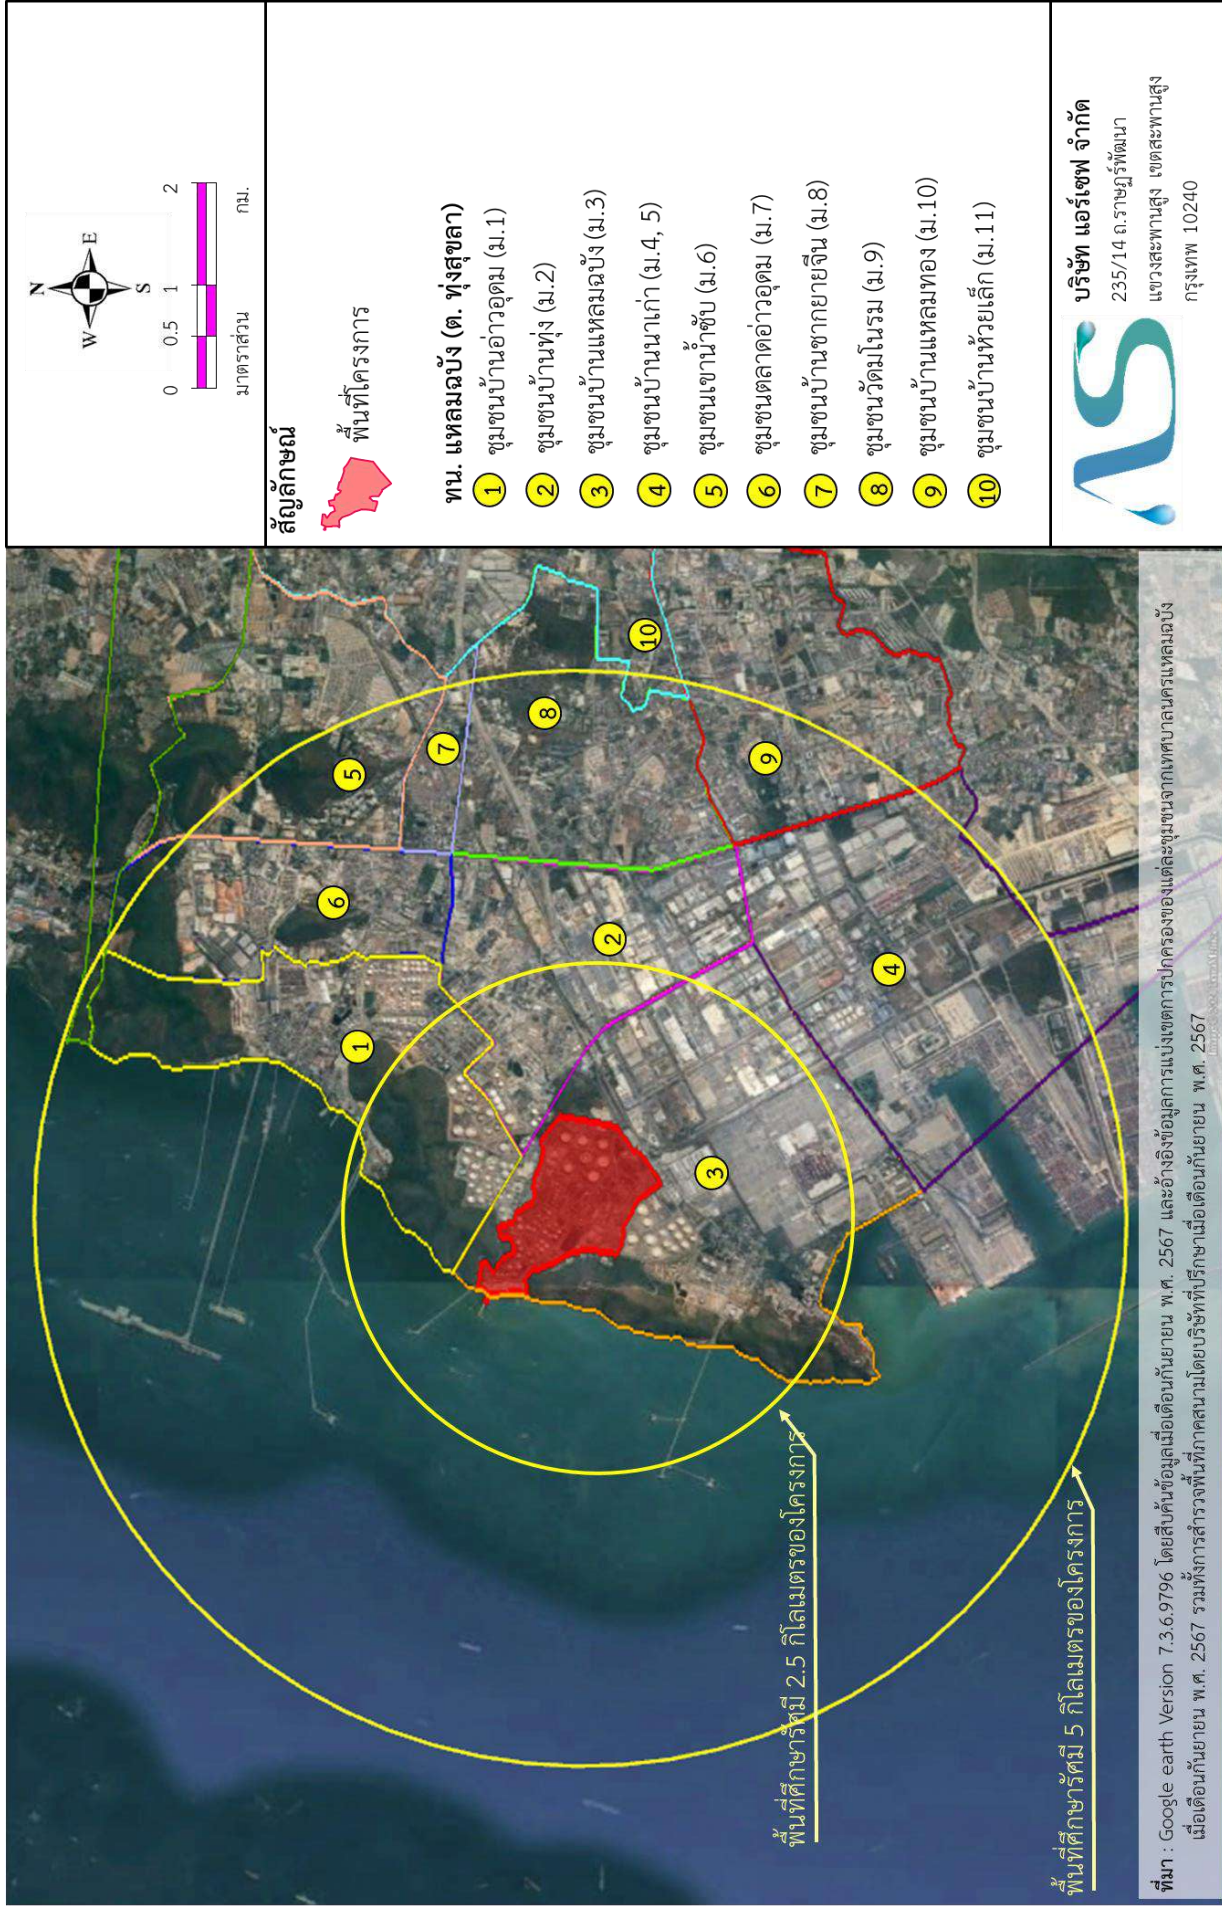 N
W
E
S
0 0.5 1 2
มาตราส่วน กม.
สัญลักษณ์
พื้นที่โครงการ
ทน. แหลมฉบัง (ต. ทุ่งสุขลา)
1 ชุมชนบ้านอ่าวอุดม (ม.1)
2 ชุมชนบ้านทุ่ง (ม.2)
3 ชุมชนบ้านแหลมฉบัง (ม.3)
4 ชุมชนบ้านนาเก่า (ม.4, 5)
5 ชุมชนเขาน้ำซับ (ม.6)
6 ชุมชนตลาดอ่าวอุดม (ม.7)
7 ชุมชนบ้านชากยายจีน (ม.8)
8 ชุมชนวัดมโนรม (ม.9)
9 ชุมชนบ้านแหลมทอง (ม.10)
10 ชุมชนบ้านห้วยเล็ก (ม.11)
AS
บริษัท แอร์เซฟ จำกัด
235/14 ถ.ราษฎร์พัฒนา
แขวงสะพานสูง เขตสะพานสูง
กรุงเทพ 10240
5
7
8
10
9
6
2
4
1
3
พื้นที่ศึกษารัศมี 2.5 กิโลเมตรของโครงการ
พื้นที่ศึกษารัศมี 5 กิโลเมตรของโครงการ
ที่มา : Google earth Version 7.3.6.9796 โดยสืบค้นข้อมูลเมื่อเดือนกันยายน พ.ศ. 2567 และอ้างอิงข้อมูลการแบ่งเขตการปกครองของแต่ละชุมชนจากเทศบาลนครแหลมฉบัง
เมื่อเดือนกันยายน พ.ศ. 2567 รวมทั้งการสำรวจพื้นที่ภาคสนามโดยบริษัทที่ปรึกษาเมื่อเดือนกันยายน พ.ศ. 2567